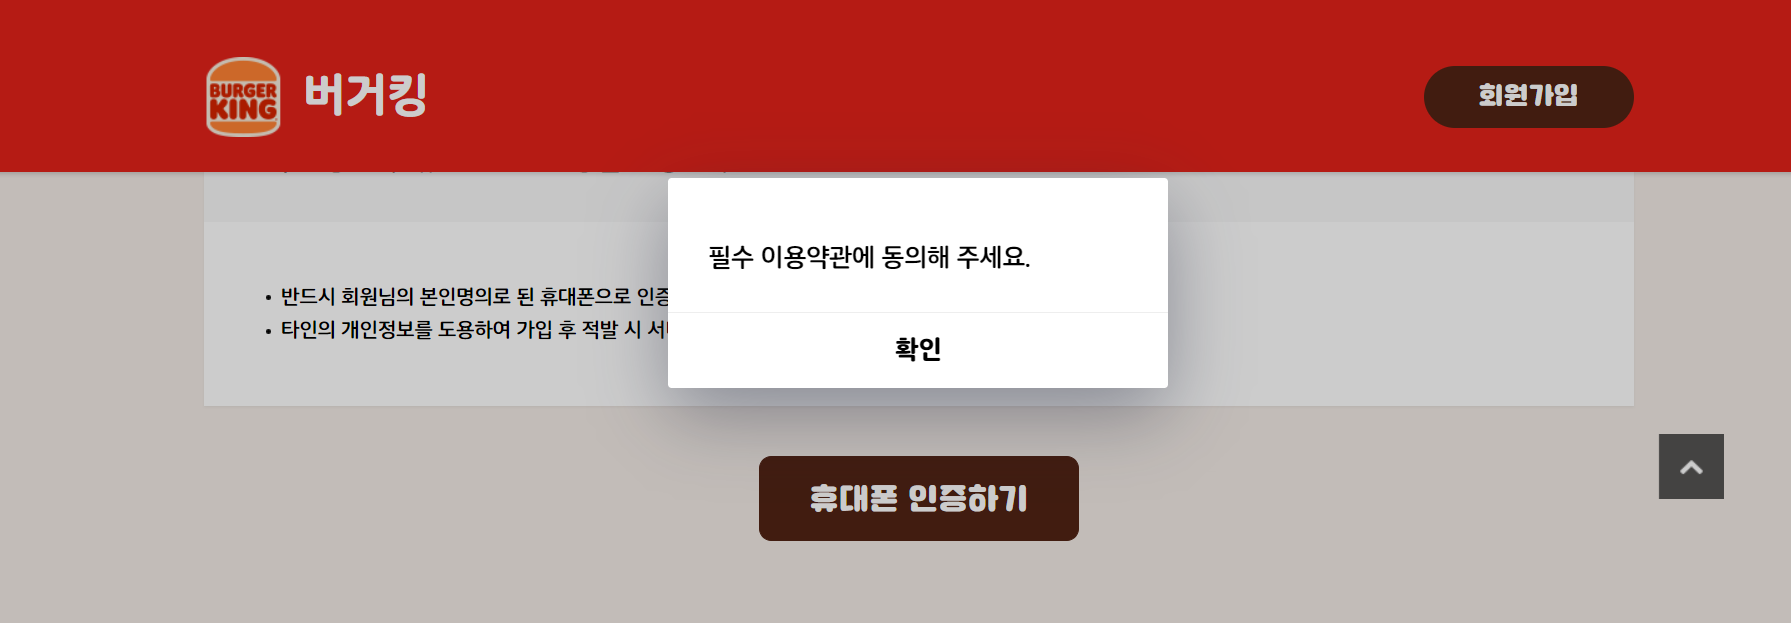 BURGER
KING
버거킹
회원가입
필수 이용약관에 동의해 주세요.
반드시 회원님의 본인명의로 된 휴대폰으로 인증
타인의 개인정보를 도용하여 가입 후 적발 시
확인
휴대폰 인증하기